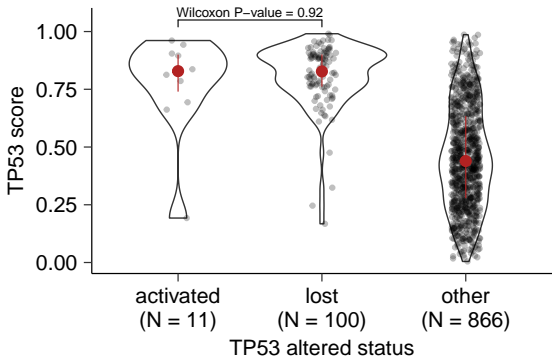 Wilcoxon P−value = 0.92
1.00
0.75
0.50
0.25
0.00
TP53 score
activated
(N = 11)
lost
(N = 100)
other
(N = 866)
TP53 altered status